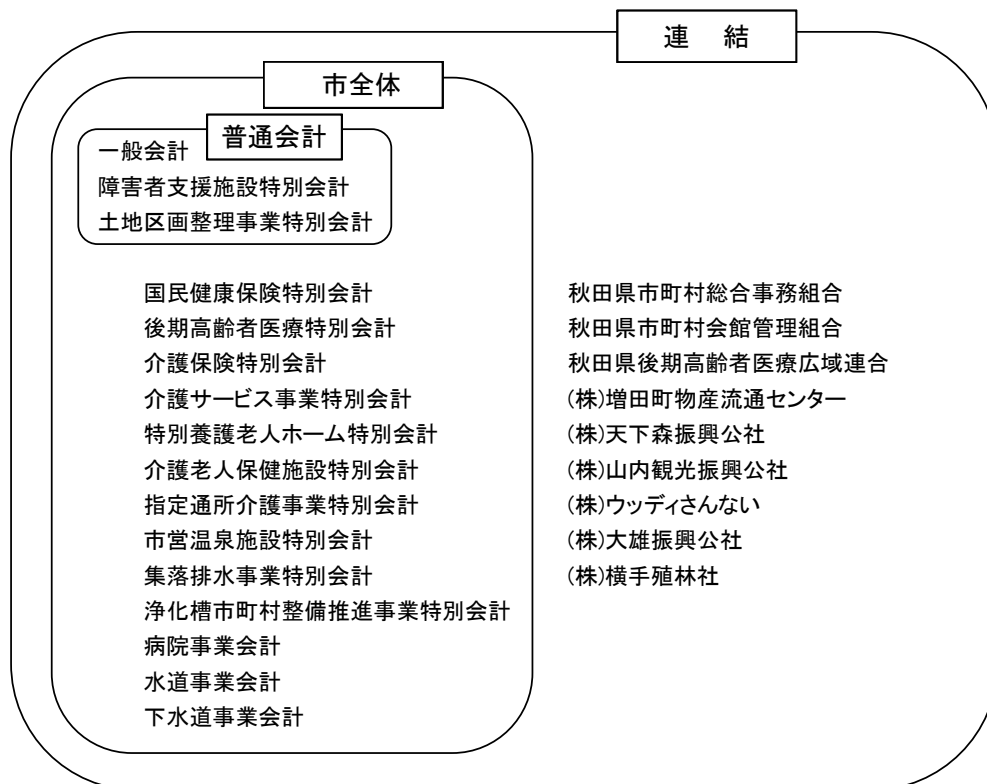 連 結
市全体
普通会計
一般会計
障害者支援施設特別会計
土地区画整理事業特別会計
国民健康保険特別会計
後期高齢者医療特別会計
介護保険特別会計
介護サービス事業特別会計
特別養護老人ホーム特別会計
介護老人保健施設特別会計
指定通所介護事業特別会計
市営温泉施設特別会計
集落排水事業特別会計
浄化槽市町村整備推進事業特別会計
病院事業会計
水道事業会計
下水道事業会計
秋田県市町村総合事務組合
秋田県市町村会館管理組合
秋田県後期高齢者医療広域連合
(株)増田町物産流通センター
(株)天下森振興公社
(株)山内観光振興公社
(株)ウッディさんない
(株)大雄振興公社
(株)横手殖林社